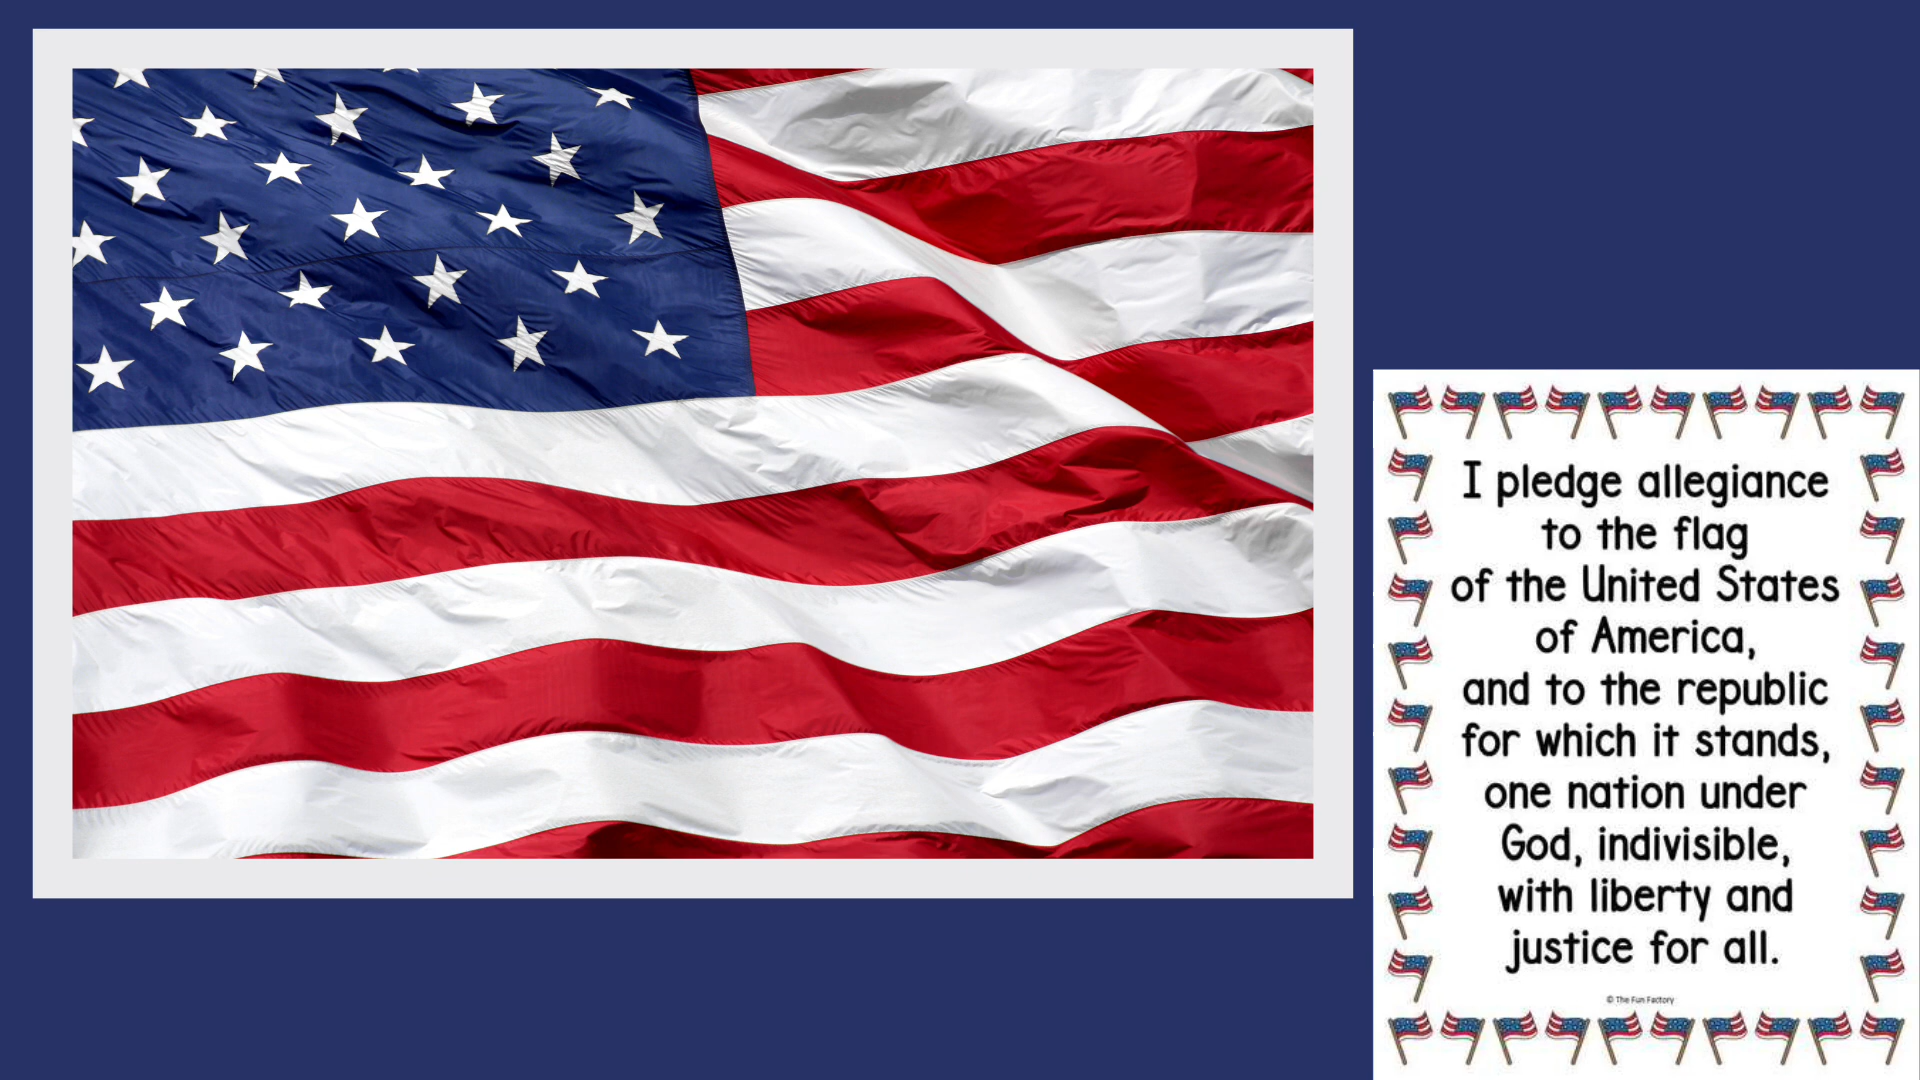 I pledge allegiance
to the flag
of the United States
of America,
and to the republic
for which it stands,
one nation under
God, indivisible,
with liberty and
justice for all.
© The Fun Factory